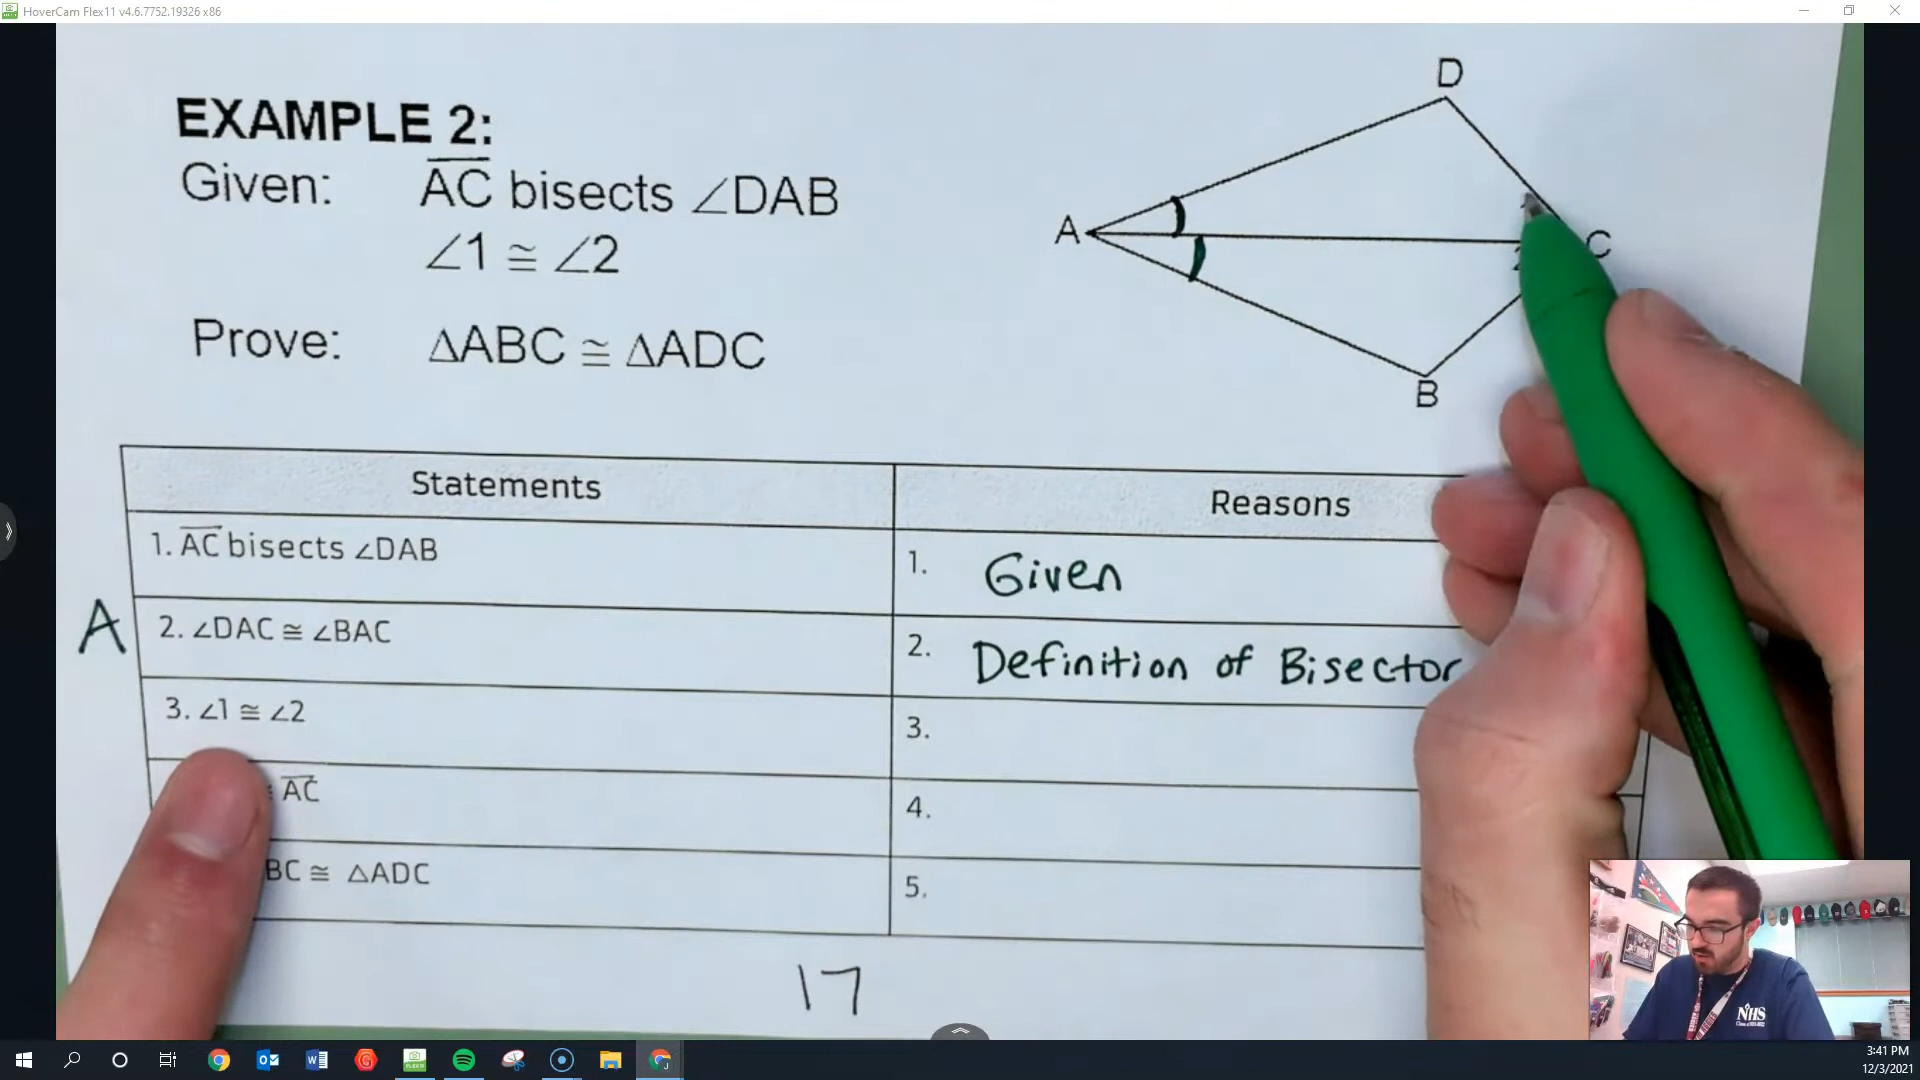 HoverCam Flex11 v4.6.7752.19326 x86
D
EXAMPLE 2:
Given: AC bisects ∠DAB
∠1 ≅ ∠2
A
C
Prove: ΔABC ≅ ΔADC
B
Statements
Reasons
1. AC bisects ∠DAB
1. Given
A
2. ∠DAC ≅ ∠BAC
2. Definition of Bisector
3. ∠1 ≅ ∠2
3.
AC
4.
BC ≅ △ADC
5.
17
NHS
3:41 PM
12/3/2021